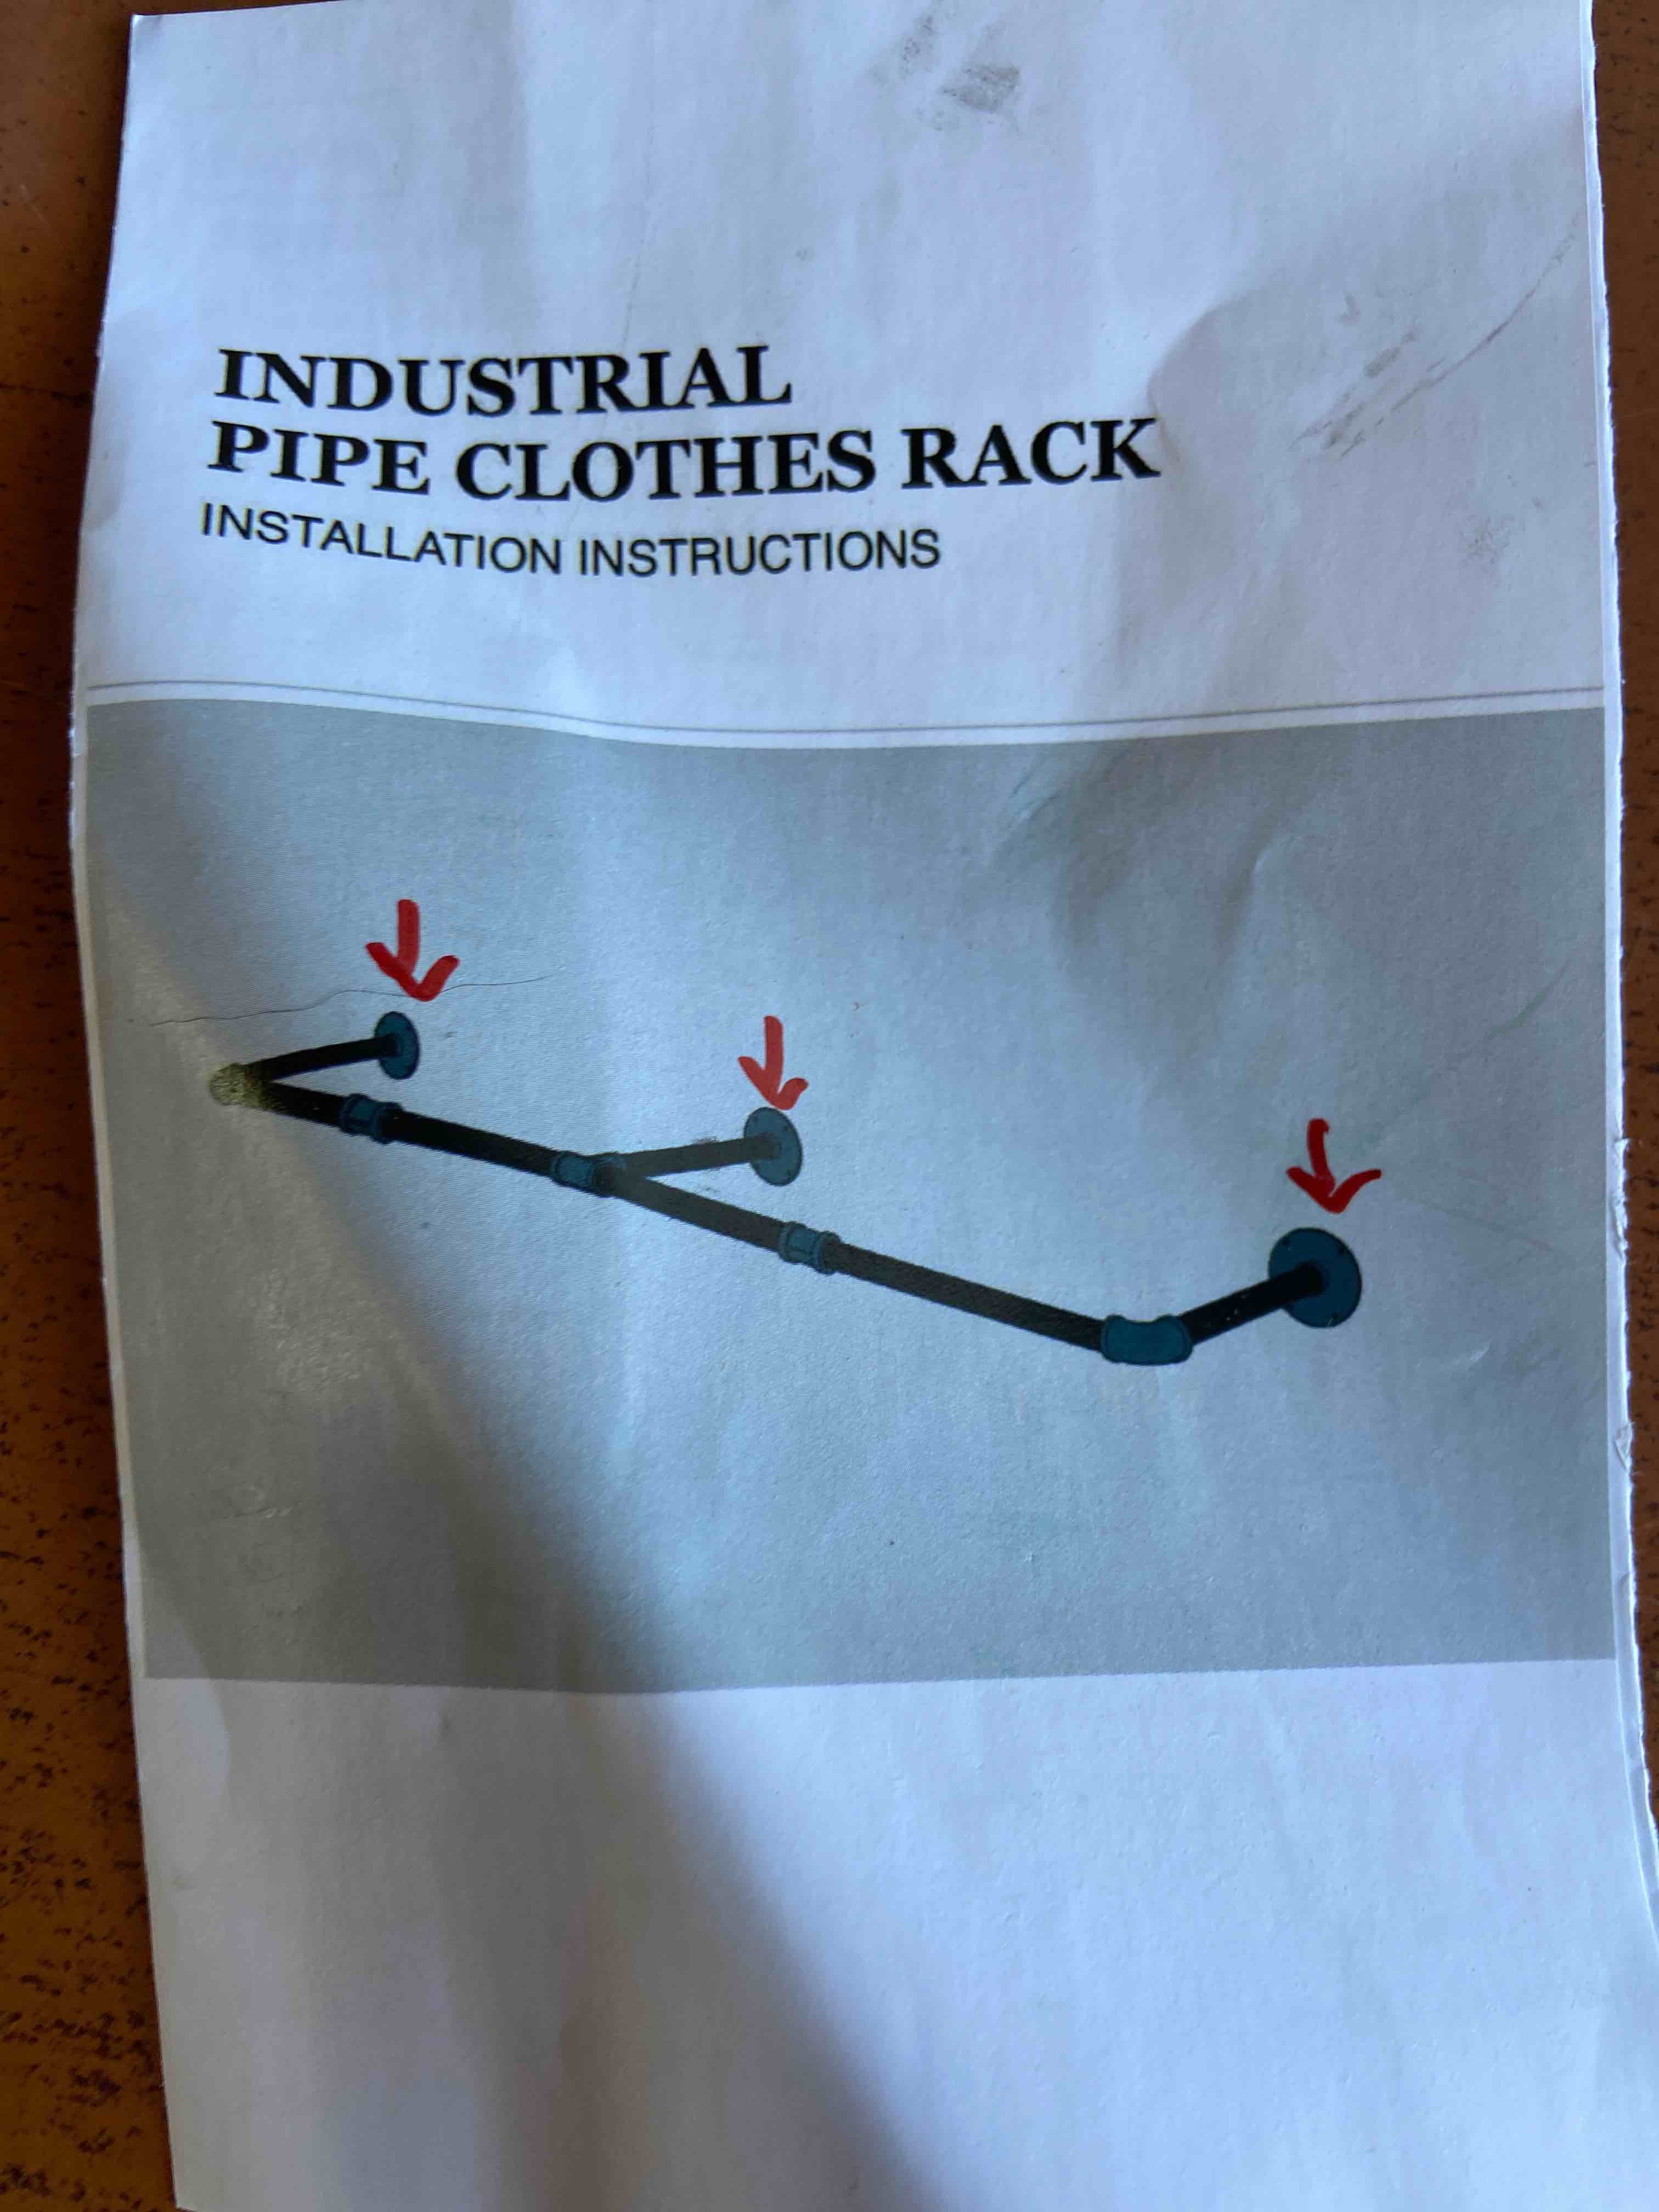 INDUSTRIAL
PIPE CLOTHES RACK
INSTALLATION INSTRUCTIONS